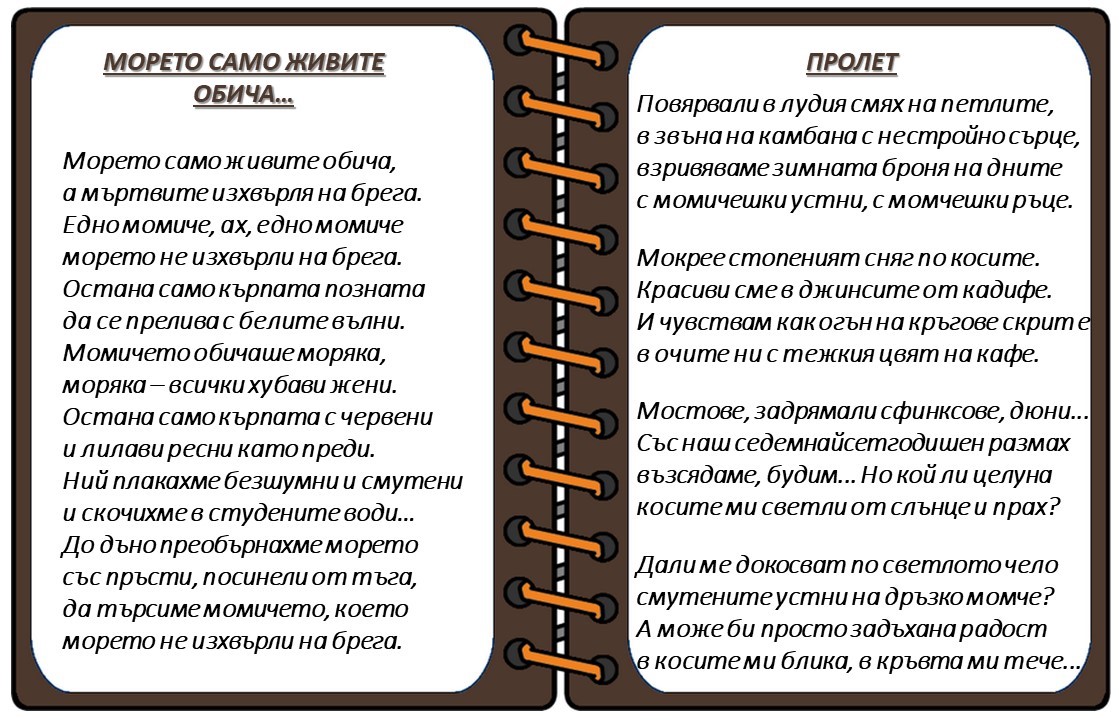 МОРЕТО САМО ЖИВИТЕ
ОБИЧА...
Морето само живите обича,
а мъртвите изхвърля на брега.
Едно момиче, ах, едно момиче
морето не изхвърли на брега.
Остана само кърпата позната
да се прелива с белите вълни.
Момичето обичаше моряка,
моряка – всички хубави жени.
Остана само кърпата с червени
и лилави ресни като преди.
Ний плакахме безшумни и смутени
и скочихме в студените води...
До дъно преобърнахме морето
със пръсти, посинели от тъга,
да търсиме момичето, което
морето не изхвърли на брега.
ПРОЛЕТ
Повярвали в лудия смях на петлите,
в звъна на камбана с нестройно сърце,
взривяваме зимната броня на дните
с момичешки устни, с момчешки ръце.
Мокрее стопеният сняг по косите.
Красиви сме в джинсите от кадифе.
И чувствам как огън на кръгове скрит е
в очите ни с тежкия цвят на кафе.
Мостове, задрямали сфинксове, дюни...
Със наш седемнайсетгодишен размах
възсядаме, будим... Но кой ли целуна
косите ми светли от слънце и прах?
Дали ме докосват по светлото чело
смутените устни на дръзко момче?
А може би просто задъхана радост
в косите ми блика, в кръвта ми тече...